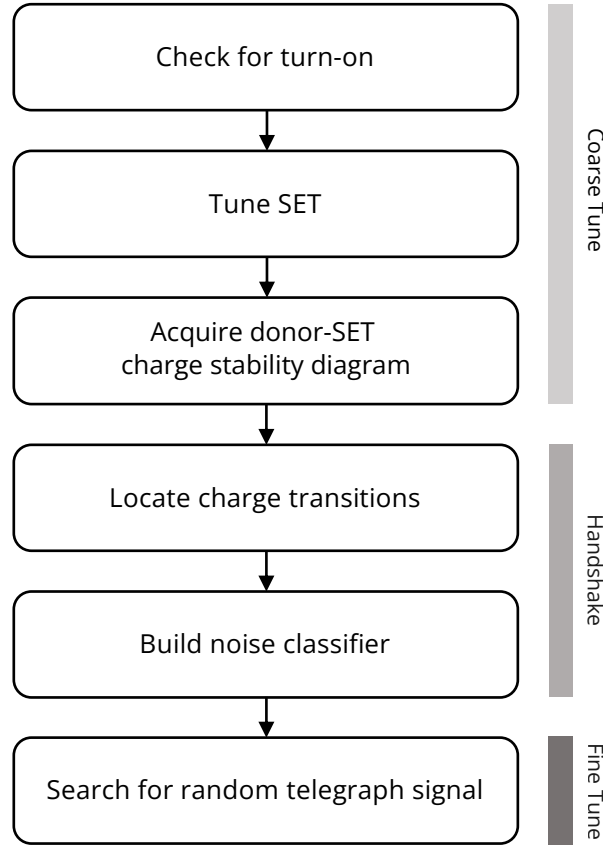 Check for turn-on
Tune SET
Acquire donor-SET
charge stability diagram
Coarse Tune
Locate charge transitions
Build noise classifier
Handshake
Search for random telegraph signal
Fine Tune